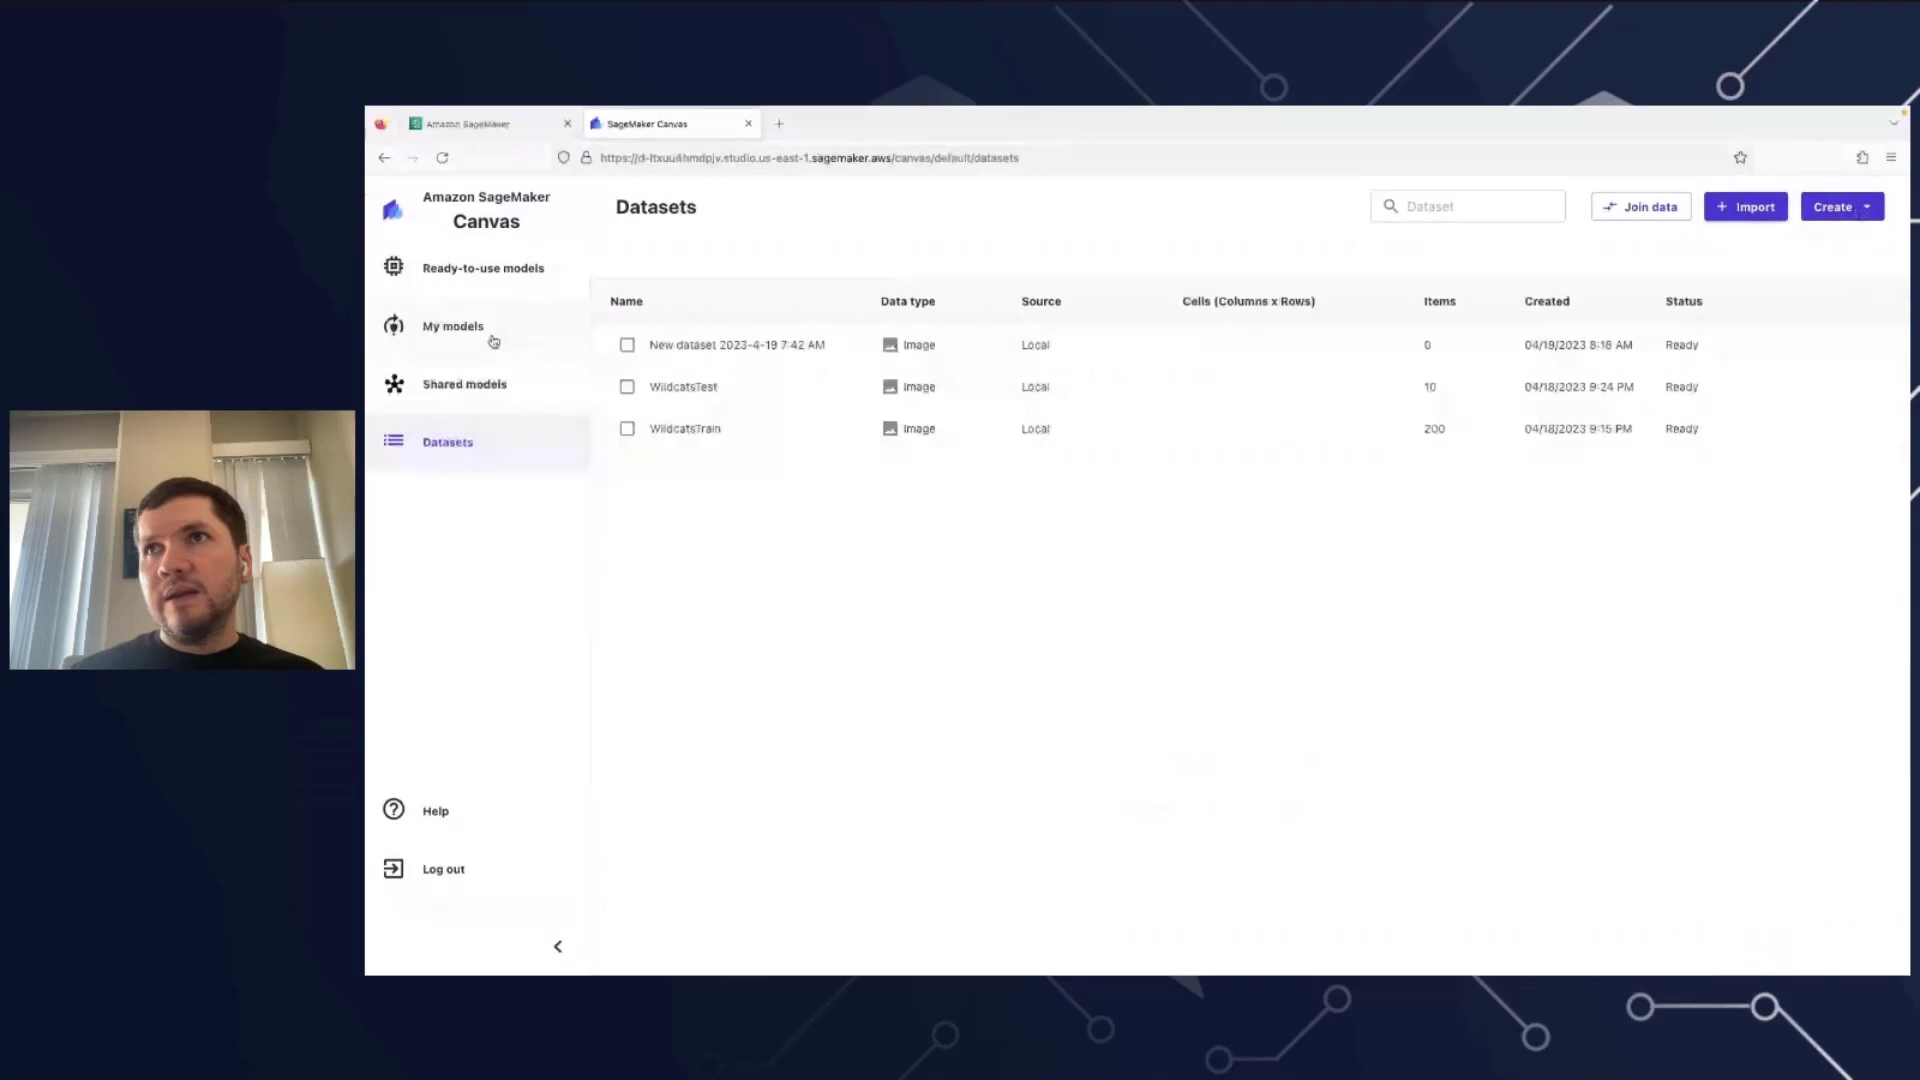 Amazon SageMaker
SageMaker Canvas
https://d-ltxuu4hmdpjv.studio.us-east-1.sagemaker.aws/canvas/default/datasets
Amazon SageMaker
Canvas
Datasets
Dataset
Join data
Import
Create
Ready-to-use models
My models
Shared models
Datasets
Name Data type Source Cells (Columns x Rows) Items Created Status
New dataset 2023-4-19 7:42 AM Image Local 0 04/19/2023 8:18 AM Ready
WildcatsTest Image Local 10 04/18/2023 9:24 PM Ready
WildcatsTrain Image Local 200 04/18/2023 9:15 PM Ready
Help
Log out